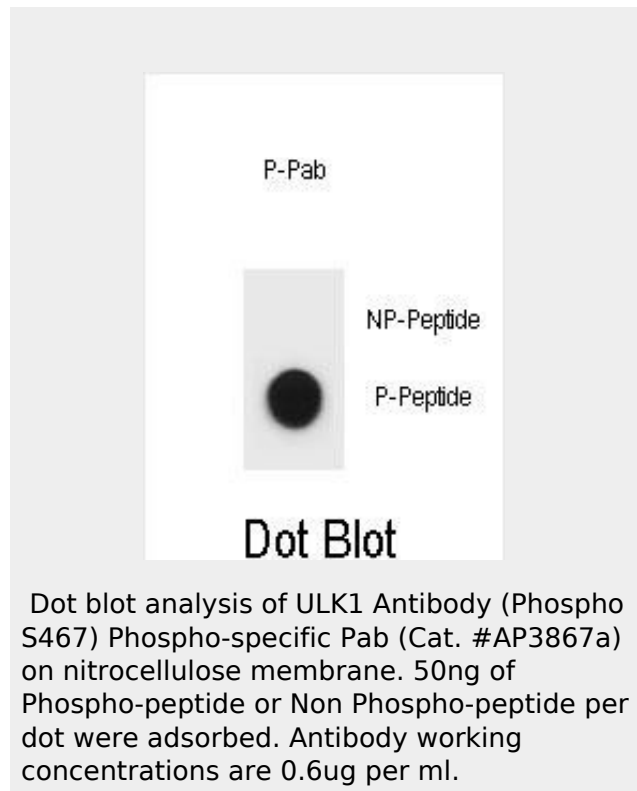 P-Pab
NP-Peptide
P-Peptide
Dot Blot
Dot blot analysis of ULK1 Antibody (Phospho
S467) Phospho-specific Pab (Cat. #AP3867a)
on nitrocellulose membrane. 50ng of
Phospho-peptide or Non Phospho-peptide per
dot were adsorbed. Antibody working
concentrations are 0.6ug per ml.